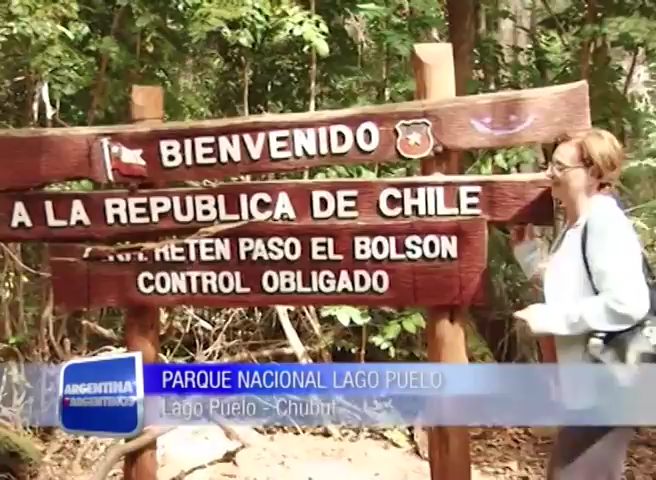 BIENVENIDO
A LA REPUBLICA DE CHILE
RETEN PASO EL BOLSON
CONTROL OBLIGADO
ARGENTINA
PARQUE NACIONAL LAGO PUELO
Lago Puelo - Chubut